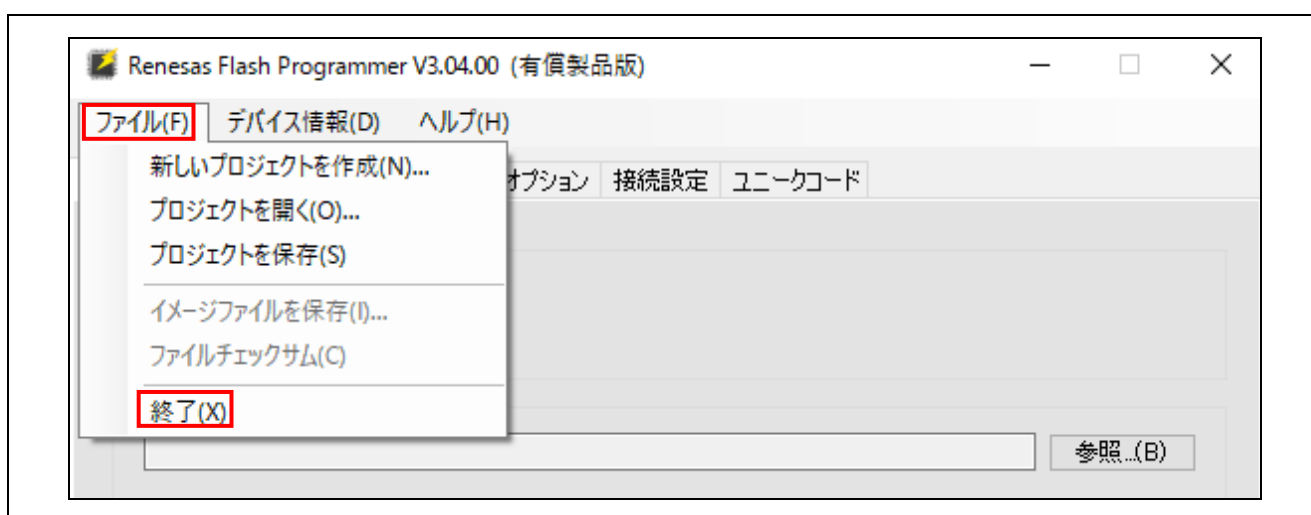 Renesas Flash Programmer V3.04.00 (有償製品版)
ファイル(F) デバイス情報(D) ヘルプ(H)
新しいプロジェクトを作成(N)...
オプション 接続設定 ユニークコード
プロジェクトを開く(O)...
プロジェクトを保存(S)
イメージファイルを保存(I)...
ファイルチェックサム(C)
終了(X)
参照...(B)